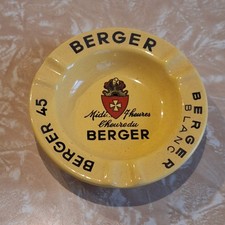 BERGER
Midi 7 heures
l'heure du
BERGER
BERGER 45
BERGER
BLANC